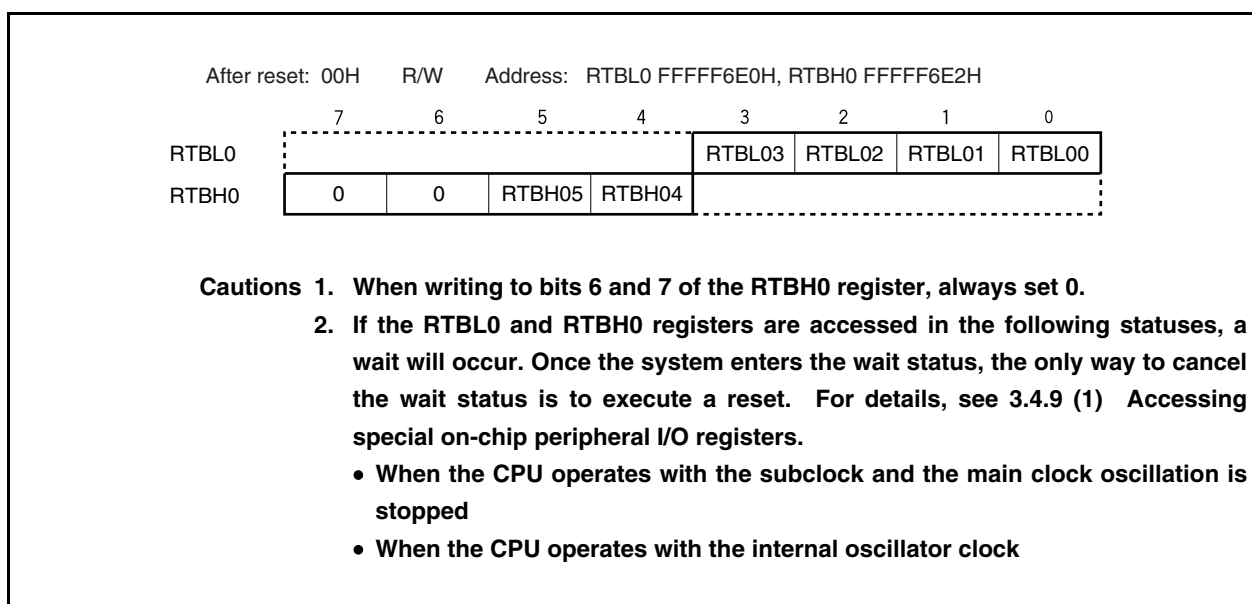 After reset: 00H R/W Address: RTBL0 FFFFF6E0H, RTBH0 FFFFF6E2H
7 6 5 4 3 2 1 0
RTBL0 RTBL03 RTBL02 RTBL01 RTBL00
RTBH0 0 0 RTBH05 RTBH04
Cautions 1. When writing to bits 6 and 7 of the RTBH0 register, always set 0.
2. If the RTBL0 and RTBH0 registers are accessed in the following statuses, a
wait will occur. Once the system enters the wait status, the only way to cancel
the wait status is to execute a reset. For details, see 3.4.9 (1) Accessing
special on-chip peripheral I/O registers.
• When the CPU operates with the subclock and the main clock oscillation is
stopped
• When the CPU operates with the internal oscillator clock